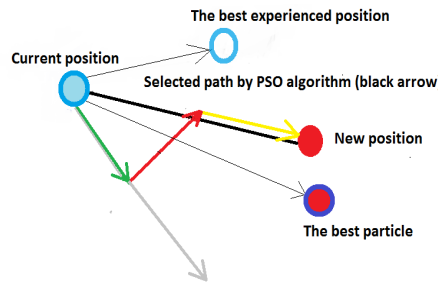 The best experienced position
Current position
Selected path by PSO algorithm (black arrow
New position
The best particle